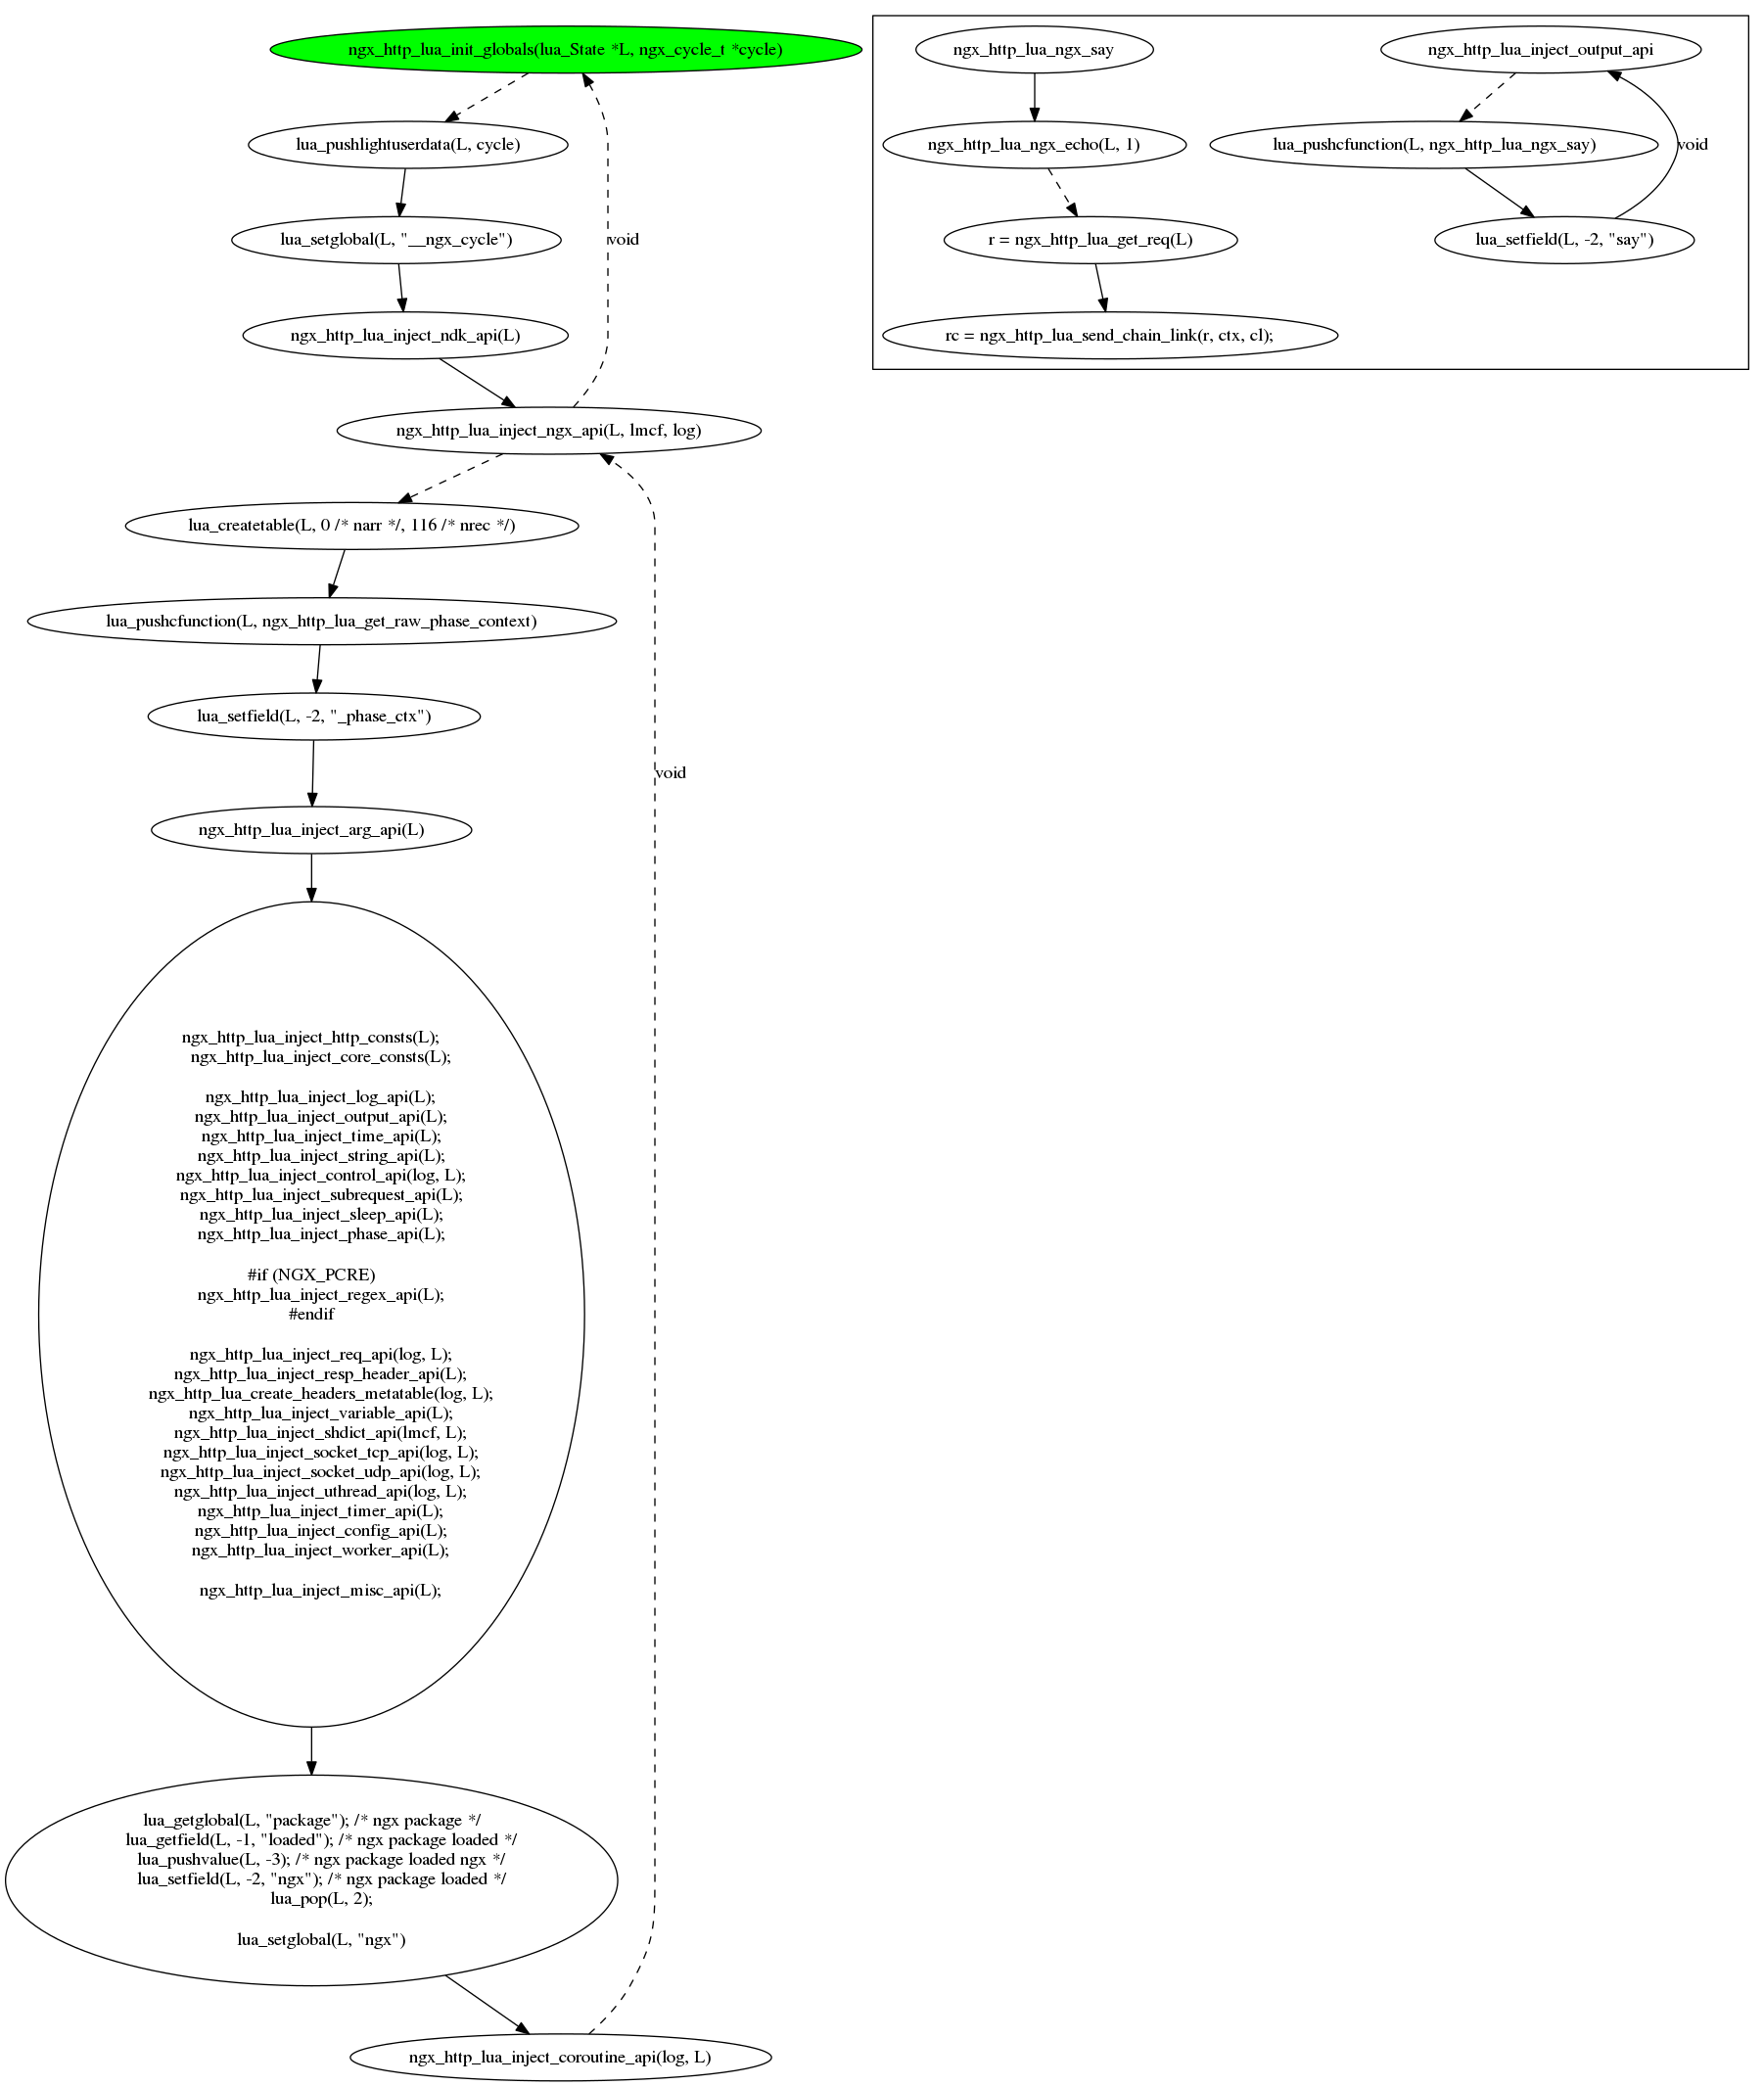 ngx_http_lua_init_globals(lua_State *L, ngx_cycle_t *cycle)
lua_pushlightuserdata(L, cycle)
lua_setglobal(L, "__ngx_cycle")
void
ngx_http_lua_inject_ndk_api(L)
ngx_http_lua_inject_ngx_api(L, lmcf, log)
lua_createtable(L, 0 /* narr */, 116 /* nrec */)
lua_pushcfunction(L, ngx_http_lua_get_raw_phase_context)
lua_setfield(L, -2, "_phase_ctx")
void
ngx_http_lua_inject_arg_api(L)
ngx_http_lua_inject_http_consts(L);
ngx_http_lua_inject_core_consts(L);
ngx_http_lua_inject_log_api(L);
ngx_http_lua_inject_output_api(L);
ngx_http_lua_inject_time_api(L);
ngx_http_lua_inject_string_api(L);
ngx_http_lua_inject_control_api(log, L);
ngx_http_lua_inject_subrequest_api(L);
ngx_http_lua_inject_sleep_api(L);
ngx_http_lua_inject_phase_api(L);
#if (NGX_PCRE)
ngx_http_lua_inject_regex_api(L);
#endif
ngx_http_lua_inject_req_api(log, L);
ngx_http_lua_inject_resp_header_api(L);
ngx_http_lua_create_headers_metatable(log, L);
ngx_http_lua_inject_variable_api(L);
ngx_http_lua_inject_shdict_api(lmcf, L);
ngx_http_lua_inject_socket_tcp_api(log, L);
ngx_http_lua_inject_socket_udp_api(log, L);
ngx_http_lua_inject_uthread_api(log, L);
ngx_http_lua_inject_timer_api(L);
ngx_http_lua_inject_config_api(L);
ngx_http_lua_inject_worker_api(L);
ngx_http_lua_inject_misc_api(L);
lua_getglobal(L, "package"); /* ngx package */
lua_getfield(L, -1, "loaded"); /* ngx package loaded */
lua_pushvalue(L, -3); /* ngx package loaded ngx */
lua_setfield(L, -2, "ngx"); /* ngx package loaded */
lua_pop(L, 2);
lua_setglobal(L, "ngx")
ngx_http_lua_inject_coroutine_api(log, L)
ngx_http_lua_ngx_say
ngx_http_lua_ngx_echo(L, 1)
r = ngx_http_lua_get_req(L)
rc = ngx_http_lua_send_chain_link(r, ctx, cl);
ngx_http_lua_inject_output_api
lua_pushcfunction(L, ngx_http_lua_ngx_say)
void
lua_setfield(L, -2, "say")